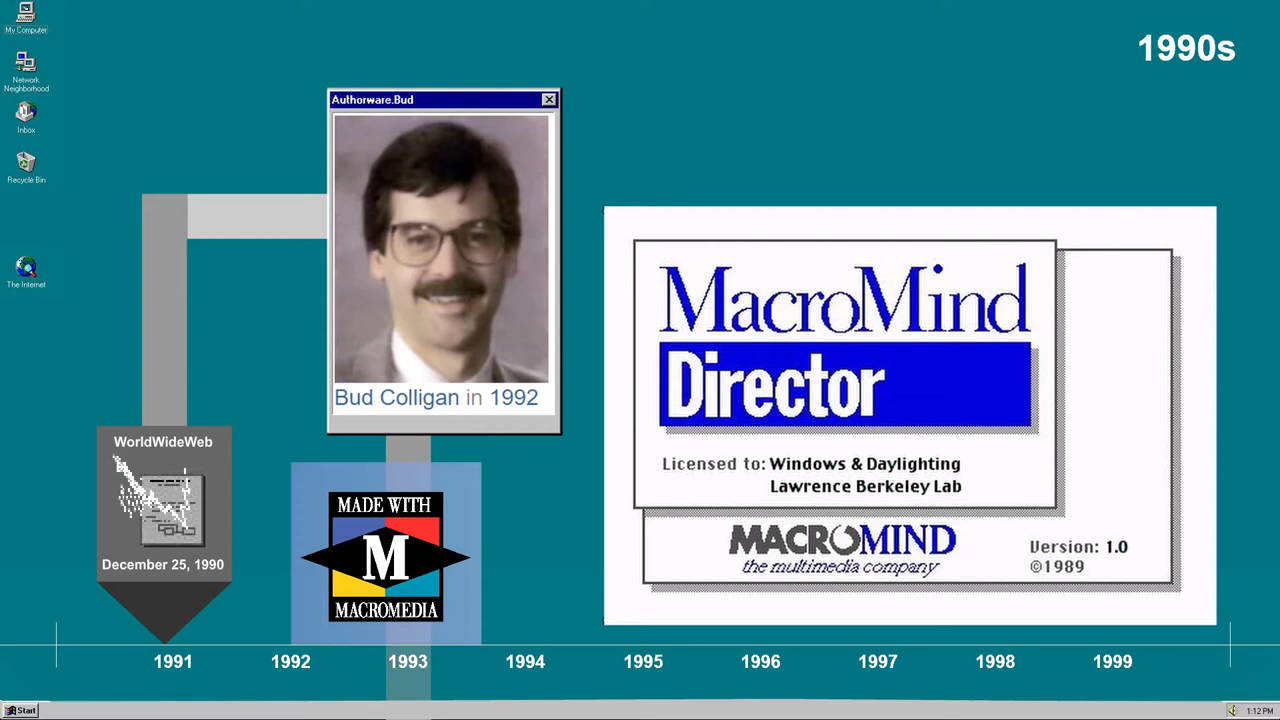 1990s
My Computer
Network
Neighborhood
Inbox
Recycle Bin
The Internet
Authorware.Bud
Bud Colligan in 1992
WorldWideWeb
December 25, 1990
MADE WITH
M
MACROMEDIA
MacroMind
Director
Licensed to: Windows & Daylighting
Lawrence Berkeley Lab
MACROMIND
the multimedia company
Version: 1.0
©1989
1991
1992
1993
1994
1995
1996
1997
1998
1999
Start
1:12 PM